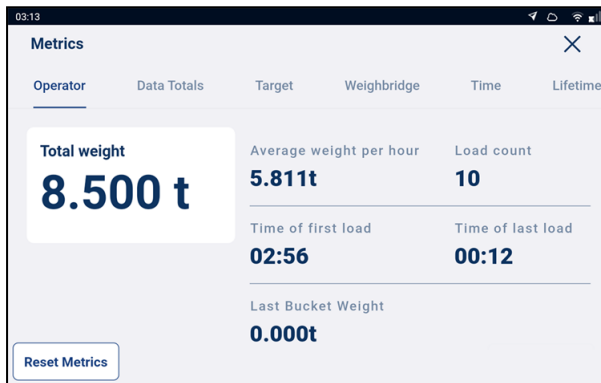 03:13
Metrics
Operator Data Totals Target Weighbridge Time Lifetime
Total weight
8.500 t
Average weight per hour Load count
5.811t 10
Time of first load Time of last load
02:56 00:12
Last Bucket Weight
0.000t
Reset Metrics